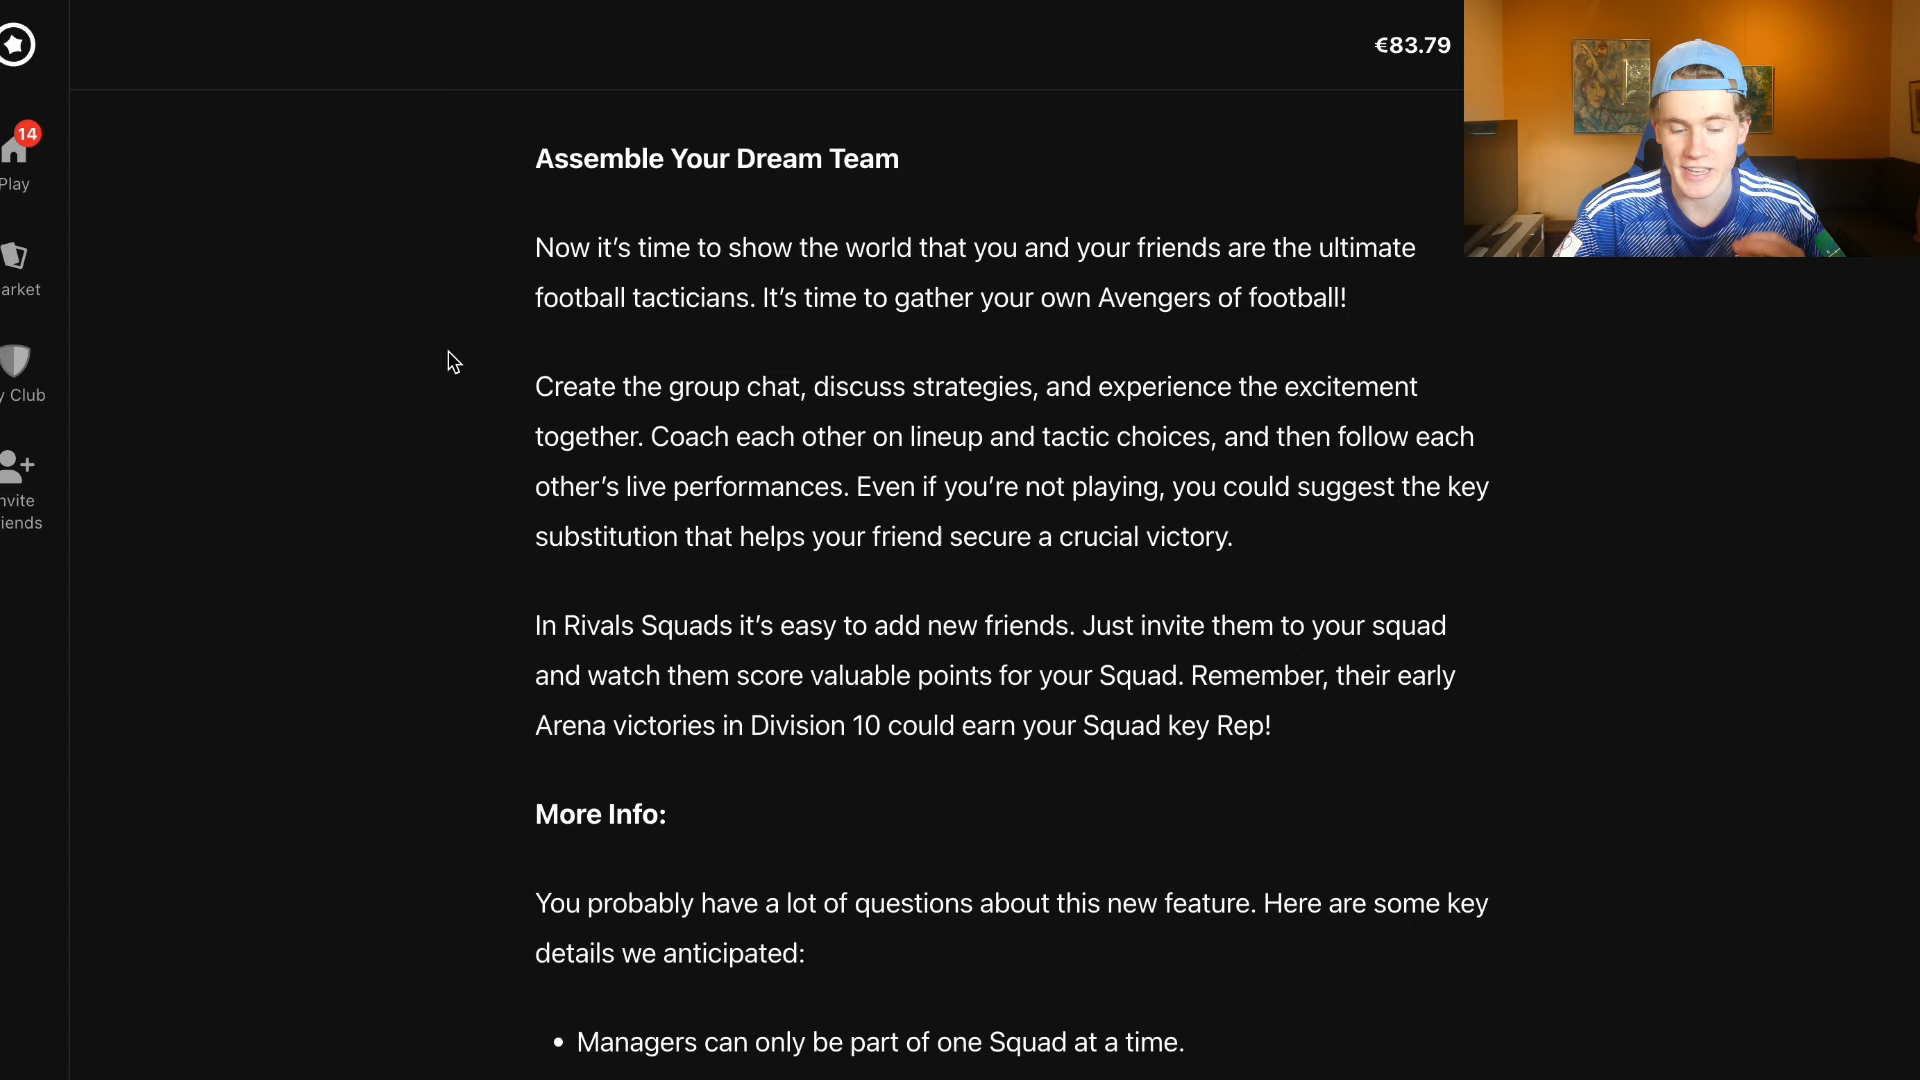 €83.79
14
Play
arket
y Club
nvite
iends
Assemble Your Dream Team
Now it’s time to show the world that you and your friends are the ultimate
football tacticians. It’s time to gather your own Avengers of football!
Create the group chat, discuss strategies, and experience the excitement
together. Coach each other on lineup and tactic choices, and then follow each
other’s live performances. Even if you’re not playing, you could suggest the key
substitution that helps your friend secure a crucial victory.
In Rivals Squads it’s easy to add new friends. Just invite them to your squad
and watch them score valuable points for your Squad. Remember, their early
Arena victories in Division 10 could earn your Squad key Rep!
More Info:
You probably have a lot of questions about this new feature. Here are some key
details we anticipated:
• Managers can only be part of one Squad at a time.